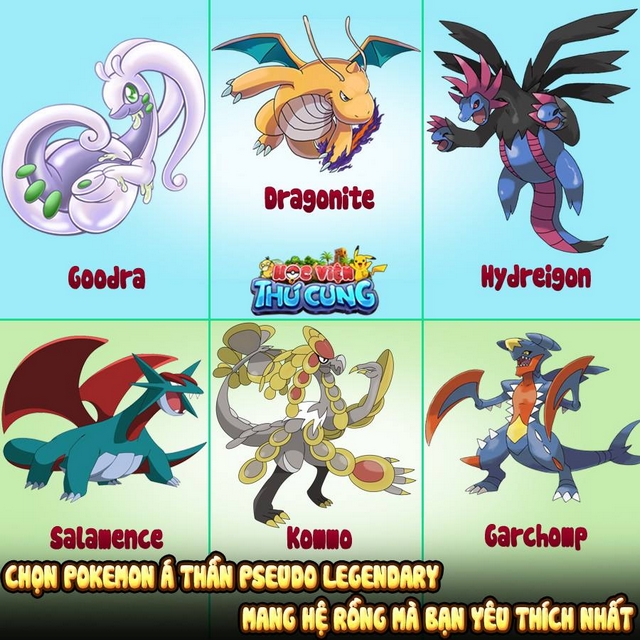 Goodra
Dragonite
Hydreigon
HỌC VIỆN
THÚ CƯNG
Salamence
Kommo
Garchomp
CHỌN POKEMON Á THẦN PSEUDO LEGENDARY
MANG HỆ RỒNG MÀ BẠN YÊU THÍCH NHẤT